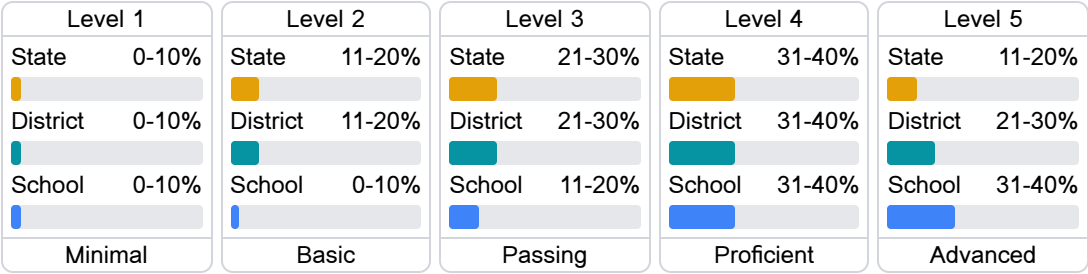 Level 1
State 0-10%
District 0-10%
School 0-10%
Minimal
Level 2
State 11-20%
District 11-20%
School 0-10%
Basic
Level 3
State 21-30%
District 21-30%
School 11-20%
Passing
Level 4
State 31-40%
District 31-40%
School 31-40%
Proficient
Level 5
State 11-20%
District 21-30%
School 31-40%
Advanced